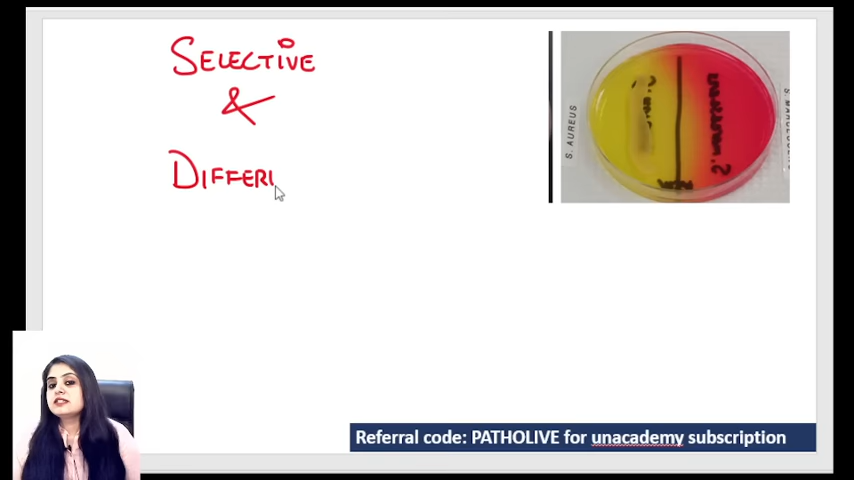 SELECTIVE
&
DIFFERI
S. AUREUS
Referral code: PATHOLIVE for unacademy subscription